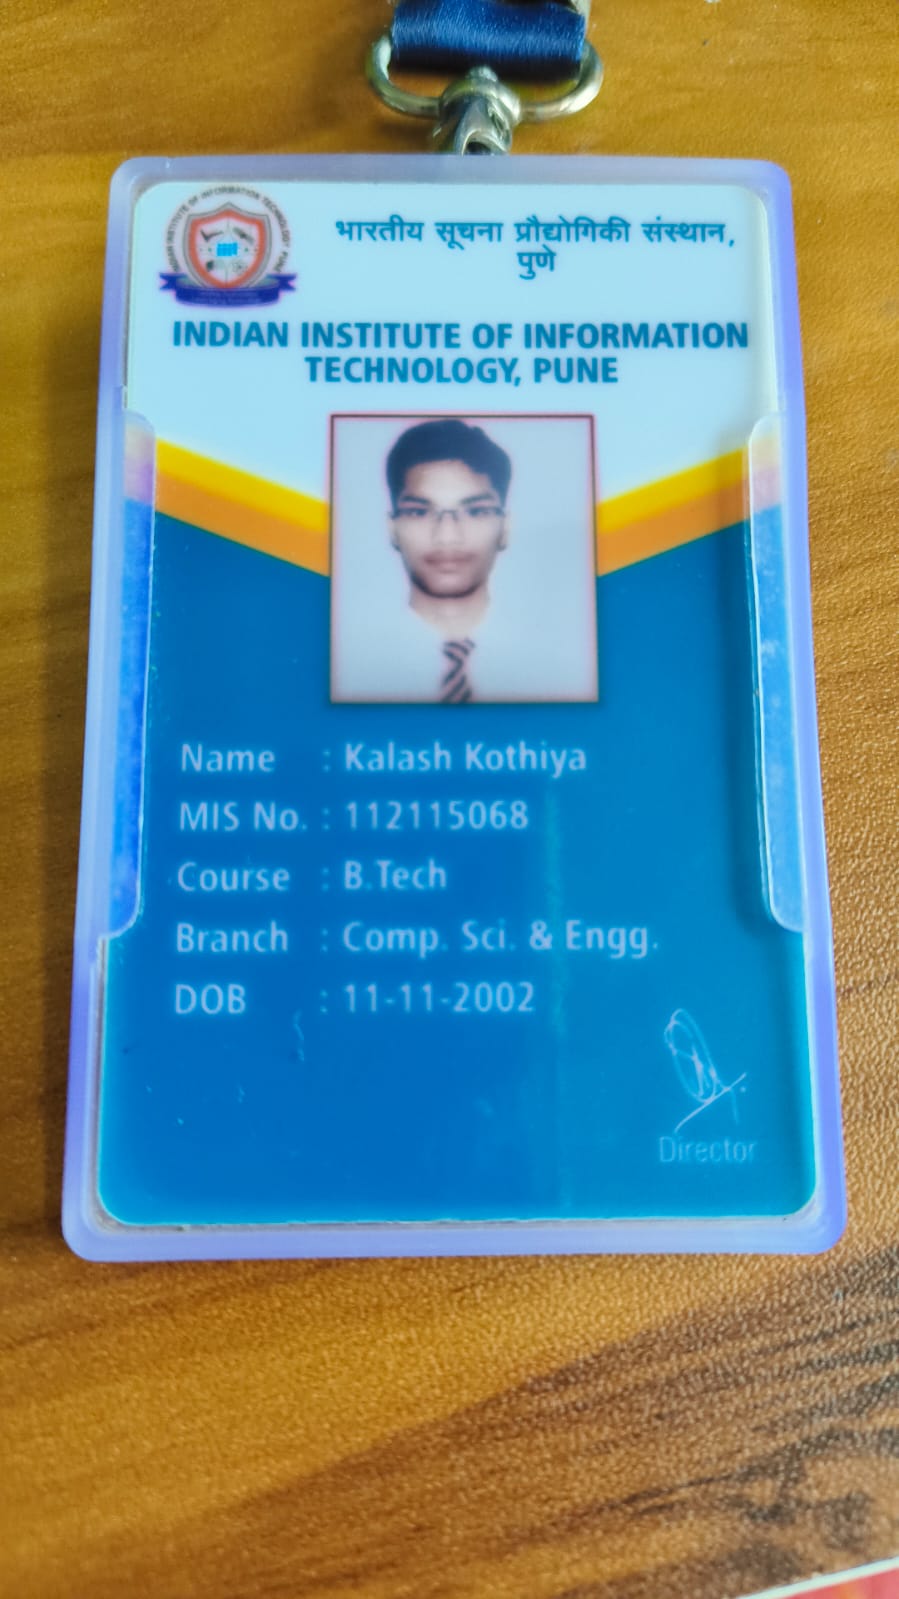 INDIAN INSTITUTE OF INFORMATION TECHNOLOGY, PUNE
भारतीय सूचना प्रौद्योगिकी संस्थान,
पुणे
INDIAN INSTITUTE OF INFORMATION
TECHNOLOGY, PUNE
Name : Kalash Kothiya
MIS No. : 112115068
Course : B.Tech
Branch : Comp. Sci. & Engg.
DOB : 11-11-2002
Director